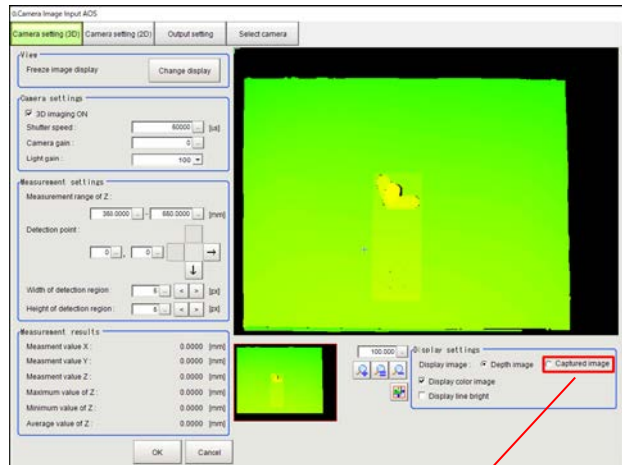 0.Camera Image Input AOS
Camera setting (3D) Camera setting (2D) Output setting Select camera
View
Freeze image display Change display
Camera settings
3D imaging ON
Shutter speed : 60000 ... [us]
Camera gain : 0 ...
Light gain : 100
Measurement settings
Measurement range of Z :
350.0000 ... - 650.0000 ... [mm]
Detection point :
0 ... , 0 ... →
↓
Width of detection region : 5 ... < > [px]
Height of detection region : 5 ... < > [px]
Measurement results
Measment value X : 0.0000 [mm]
Measment value Y : 0.0000 [mm]
Measment value Z : 0.0000 [mm]
Maximum value of Z : 0.0000 [mm]
Minimum value of Z : 0.0000 [mm]
Average value of Z : 0.0000 [mm]
100.000 ...
Display settings
Display image : Depth image Captured image
Display color image
Display line bright
OK Cancel